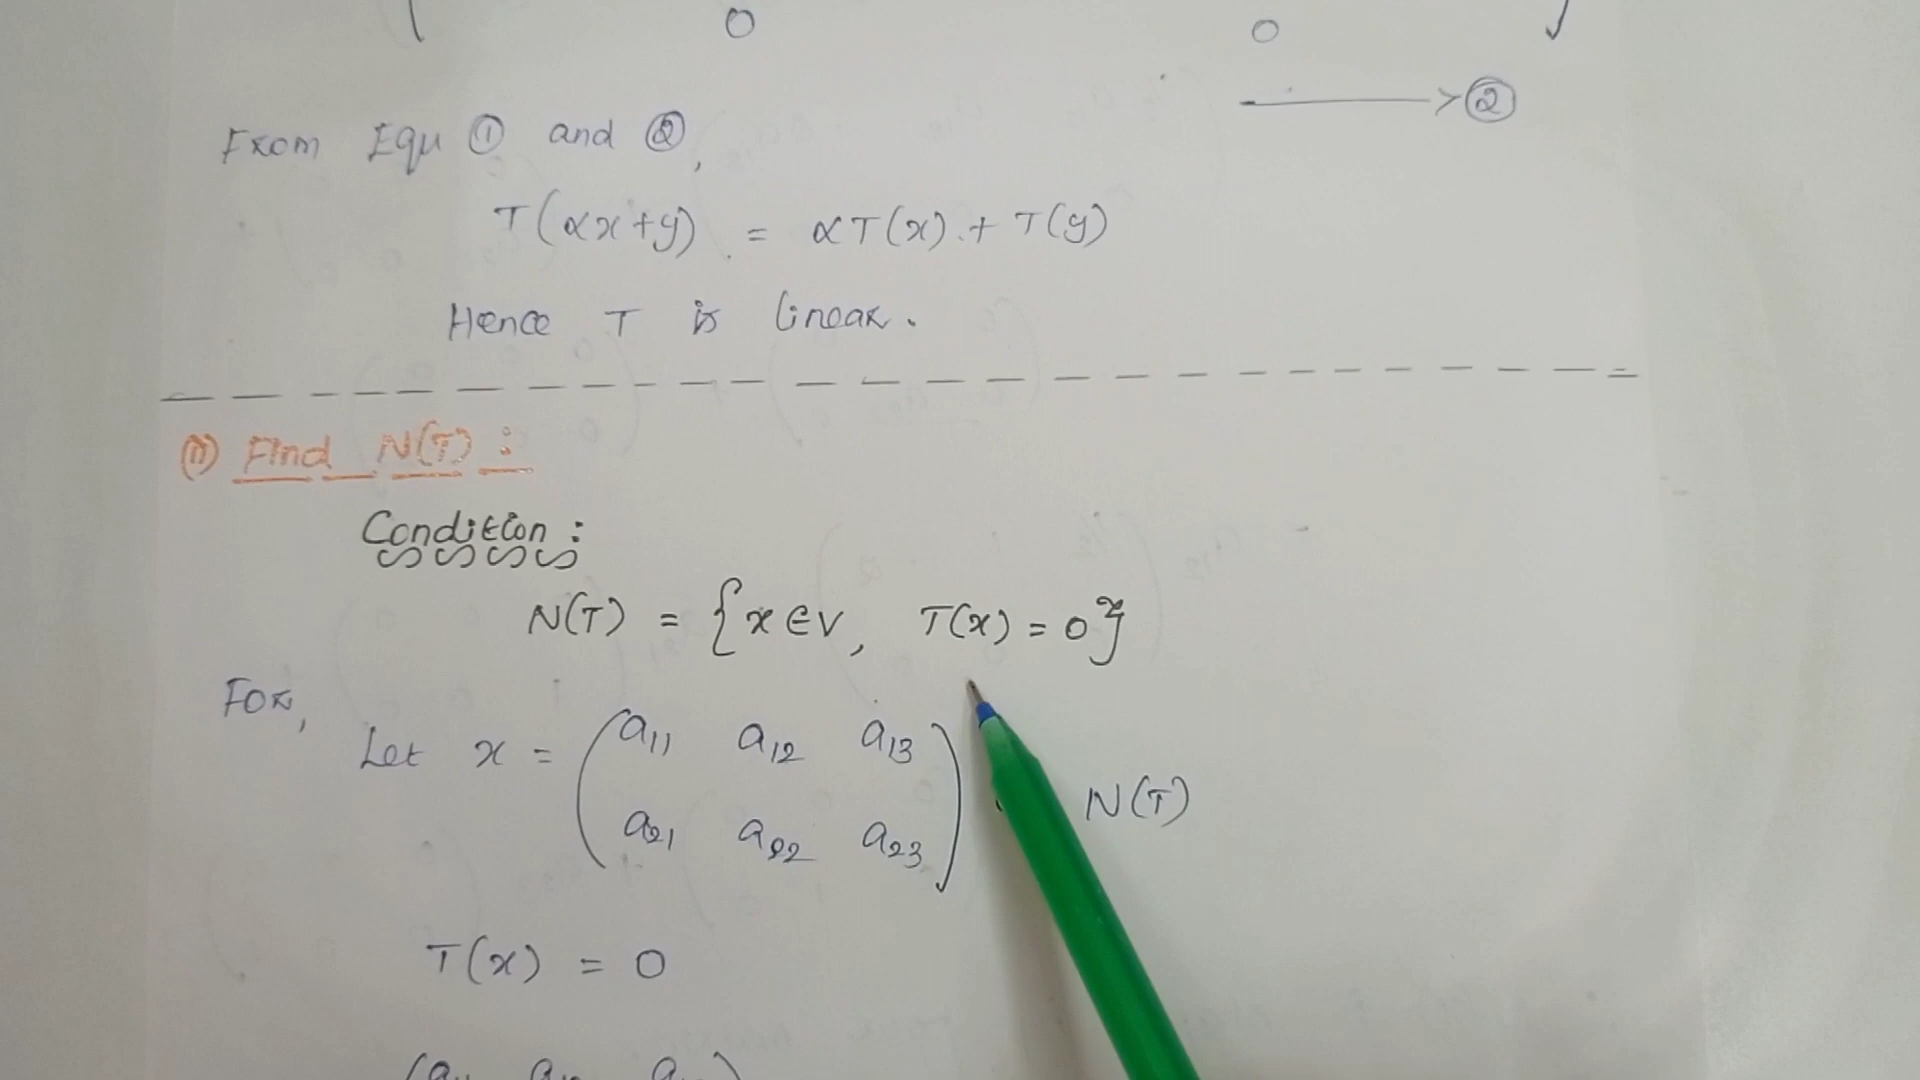 0 0
→ ②
From Equ ① and ②,
T(αx+y) = αT(x) + T(y)
Hence T is linear.
(ii) Find N(T) :
Condition :
N(T) = {x∈V, T(x) = 0}
For,
Let x = ( a11 a12 a13
N(T)
a21 a22 a23 )
T(x) = 0